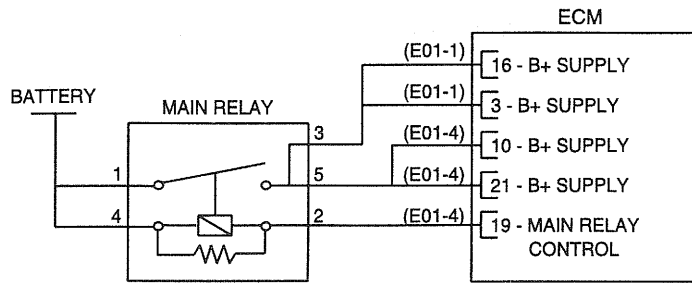 ECM
(E01-1)
16 - B+ SUPPLY
BATTERY
MAIN RELAY
(E01-1)
3 - B+ SUPPLY
3
(E01-4)
10 - B+ SUPPLY
1
5
(E01-4)
21 - B+ SUPPLY
4
2
(E01-4)
19 - MAIN RELAY
CONTROL